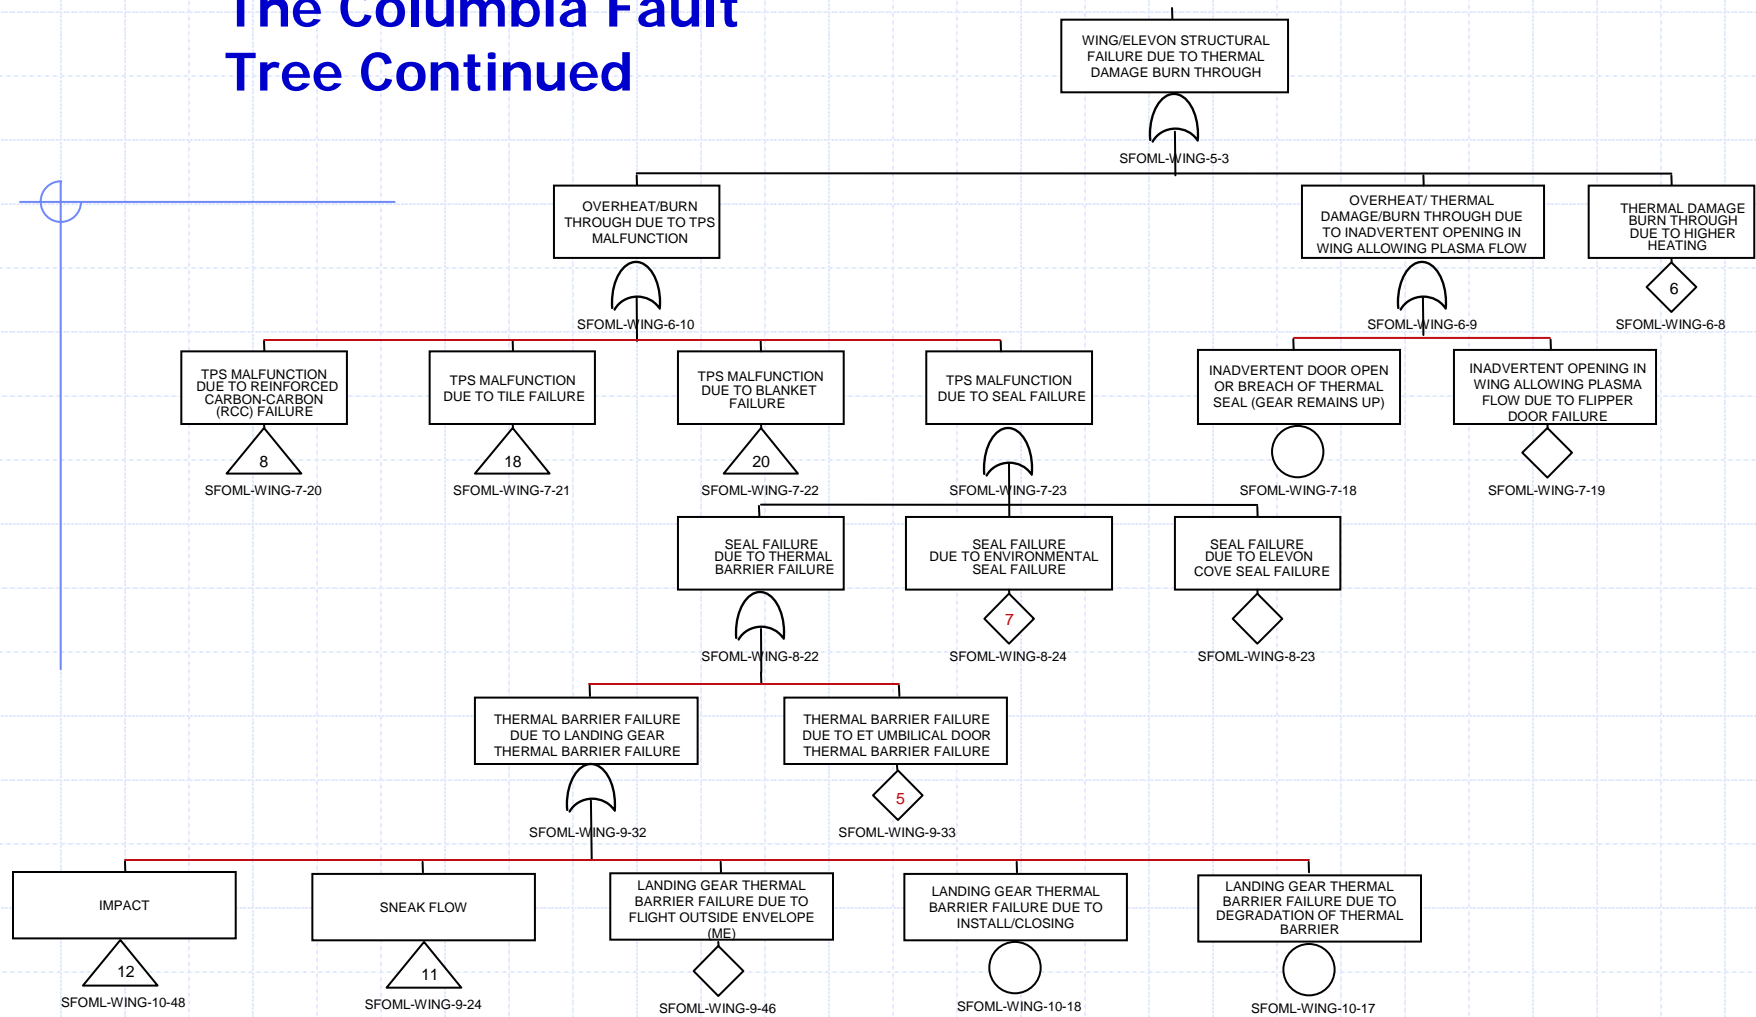 The Columbia Fault
Tree Continued
WING/ELEVON STRUCTURAL
FAILURE DUE TO THERMAL
DAMAGE BURN THROUGH
SFOML-WING-5-3
OVERHEAT/BURN
THROUGH DUE TO TPS
MALFUNCTION
SFOML-WING-6-10
OVERHEAT/ THERMAL
DAMAGE/BURN THROUGH DUE
TO INADVERTENT OPENING IN
WING ALLOWING PLASMA FLOW
SFOML-WING-6-9
THERMAL DAMAGE
BURN THROUGH
DUE TO HIGHER
HEATING
6
SFOML-WING-6-8
TPS MALFUNCTION
DUE TO REINFORCED
CARBON-CARBON
(RCC) FAILURE
8
SFOML-WING-7-20
TPS MALFUNCTION
DUE TO TILE FAILURE
18
SFOML-WING-7-21
TPS MALFUNCTION
DUE TO BLANKET
FAILURE
20
SFOML-WING-7-22
TPS MALFUNCTION
DUE TO SEAL FAILURE
SFOML-WING-7-23
INADVERTENT DOOR OPEN
OR BREACH OF THERMAL
SEAL (GEAR REMAINS UP)
SFOML-WING-7-18
INADVERTENT OPENING IN
WING ALLOWING PLASMA
FLOW DUE TO FLIPPER
DOOR FAILURE
SFOML-WING-7-19
SEAL FAILURE
DUE TO THERMAL
BARRIER FAILURE
SFOML-WING-8-22
SEAL FAILURE
DUE TO ENVIRONMENTAL
SEAL FAILURE
7
SFOML-WING-8-24
SEAL FAILURE
DUE TO ELEVON
COVE SEAL FAILURE
SFOML-WING-8-23
THERMAL BARRIER FAILURE
DUE TO LANDING GEAR
THERMAL BARRIER FAILURE
SFOML-WING-9-32
THERMAL BARRIER FAILURE
DUE TO ET UMBILICAL DOOR
THERMAL BARRIER FAILURE
5
SFOML-WING-9-33
IMPACT
12
SFOML-WING-10-48
SNEAK FLOW
11
SFOML-WING-9-24
LANDING GEAR THERMAL
BARRIER FAILURE DUE TO
FLIGHT OUTSIDE ENVELOPE
(ME)
SFOML-WING-9-46
LANDING GEAR THERMAL
BARRIER FAILURE DUE TO
INSTALL/CLOSING
SFOML-WING-10-18
LANDING GEAR THERMAL
BARRIER FAILURE DUE TO
DEGRADATION OF THERMAL
BARRIER
SFOML-WING-10-17